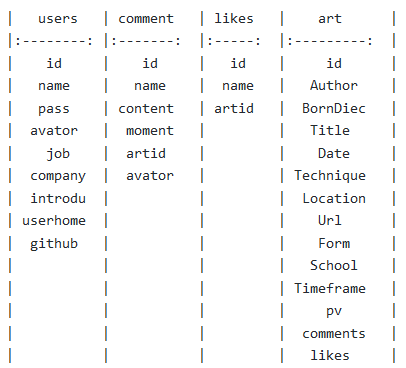 | users | comment | likes | art |
|:--------:|:-------:|:-----:|:---------:|
| id | id | id | id |
| name | name | name | Author |
| pass | content | artid | BornDiec |
| avator | moment | | Title |
| job | artid | | Date |
| company | avator | | Technique |
| introdu | | | Location |
| userhome | | | Url |
| github | | | Form |
| | | | School |
| | | | Timeframe |
| | | | pv |
| | | | comments |
| | | | likes |